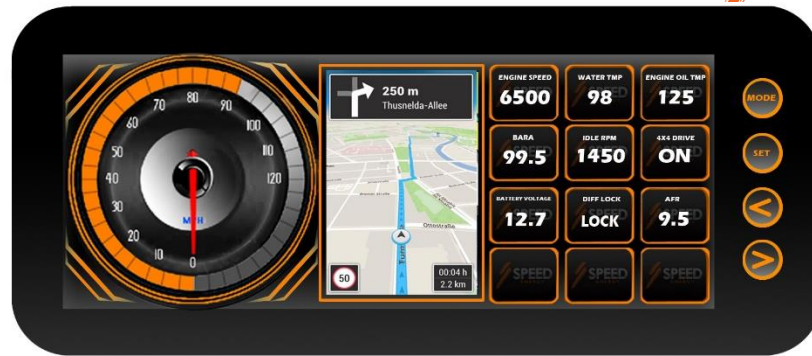 0
10
20
30
40
50
60
70
80
90
100
110
120
MPH
250 m
Thusnelda-Allee
Ottostraße
Turm
50
00:04 h
2.2 km
ENGINE SPEED
6500
WATER TMP
98
ENGINE OIL TMP
125
BARA
99.5
IDLE RPM
1450
4X4 DRIVE
ON
BATTERY VOLTAGE
12.7
DIFF LOCK
LOCK
AFR
9.5
SPEED
SPEED
SPEED
MODE
SET
<
>